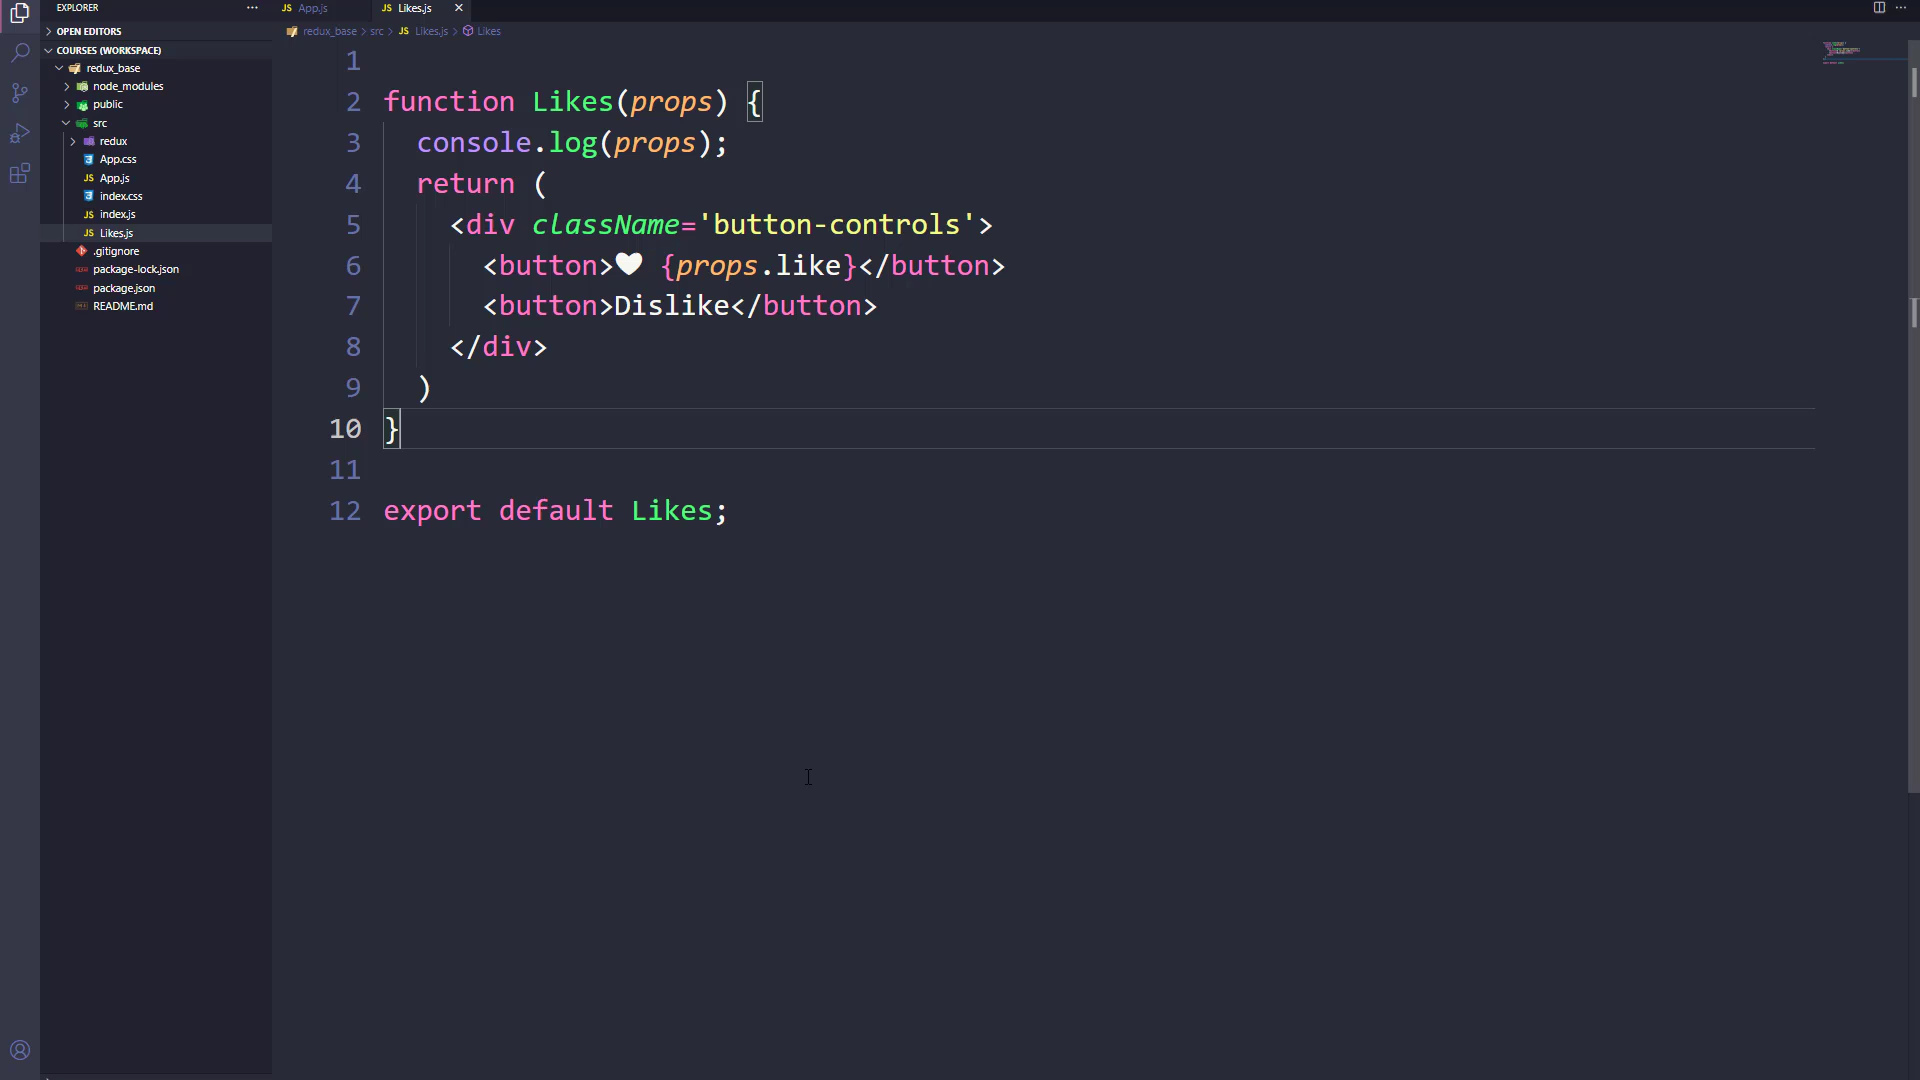 EXPLORER
OPEN EDITORS
COURSES (WORKSPACE)
redux_base
node_modules
public
src
redux
App.css
App.js
index.css
index.js
Likes.js
.gitignore
package-lock.json
package.json
README.md
JS App.js JS Likes.js
redux_base > src > JS Likes.js > Likes
1
2 function Likes(props) {
3 console.log(props);
4 return (
5 <div className='button-controls'>
6 <button>♥ {props.like}</button>
7 <button>Dislike</button>
8 </div>
9 )
10 }
11
12 export default Likes;